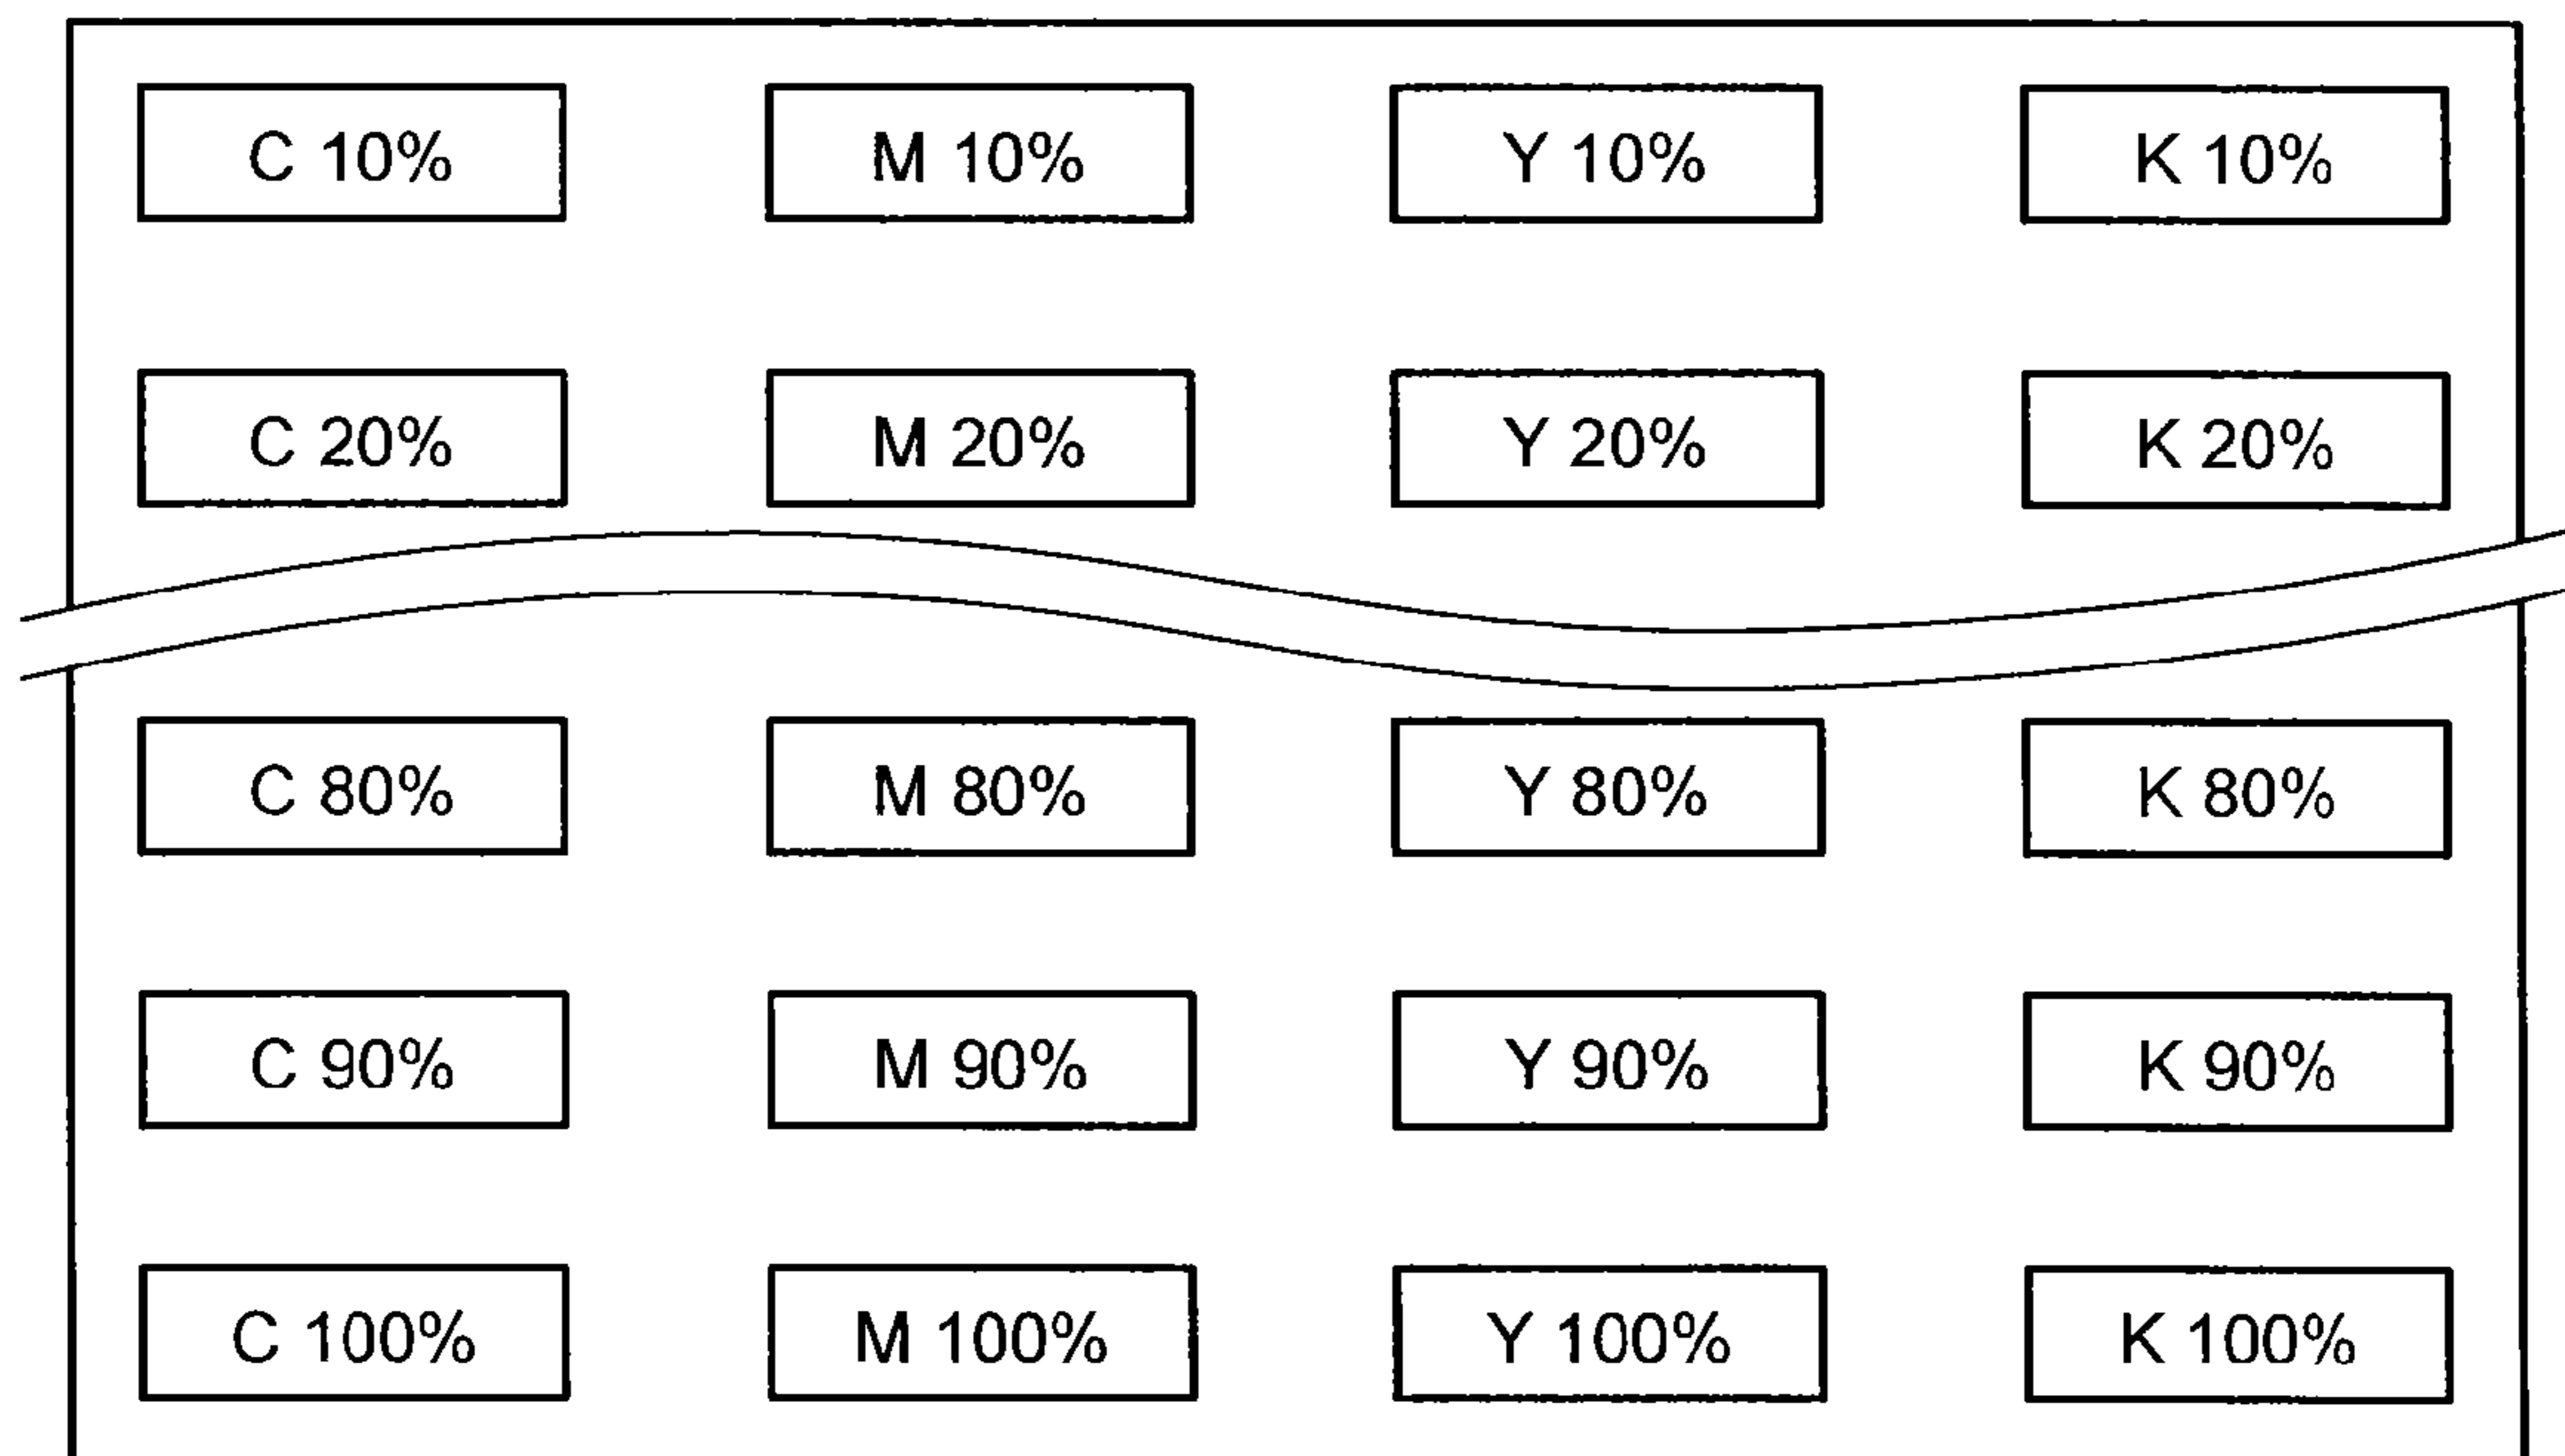 C 10% M 10% Y 10% K 10%
C 20% M 20% Y 20% K 20%
C 80% M 80% Y 80% K 80%
C 90% M 90% Y 90% K 90%
C 100% M 100% Y 100% K 100%